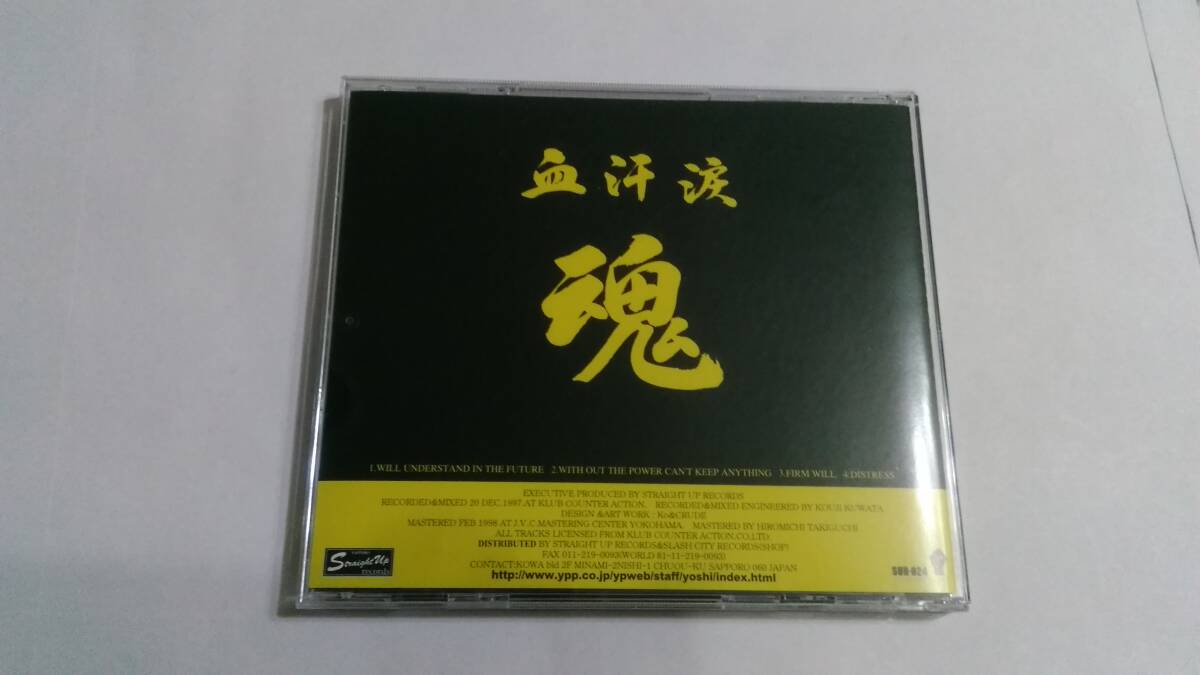 血汗涙
魂
1.WILL UNDERSTAND IN THE FUTURE 2.WITH OUT THE POWER CAN'T KEEP ANYTHING 3.FIRM WILL 4.DISTRESS
EXECUTIVE PRODUCED BY STRAIGHT UP RECORDS
RECORDED&MIXED 20 DEC.1997.AT KLUB COUNTER ACTION. RECORDED&MIXED ENGINEERED BY KOUJI KUWATA
DESIGN &ART WORK : Ko&CRUDE
MASTERED FEB 1998 AT J.V.C MASTERING CENTER YOKOHAMA. MASTERED BY HIROMICHI TAKIGUCHI
ALL TRACKS LICENSED FROM KLUB COUNTER ACTION.CO,LTD.
DISTRIBUTED BY STRAIGHT UP RECORDS&SLASH CITY RECORDS(SHOP)
FAX 011-219-0093(WORLD 81-11-219-0093)
CONTACT:KOWA bld 2F MINAMI-2NISHI-1 CHUOU-KU SAPPORO 060 JAPAN
http://www.ypp.co.jp/ypweb/staff/yoshi/index.html
Straight Up
records
SUR-024